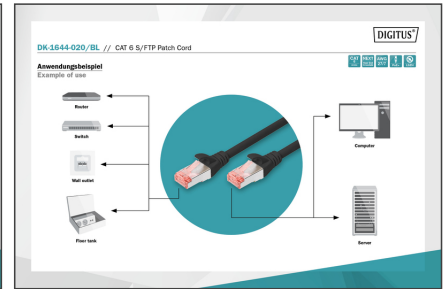 DIGITUS®
DK-1644-020/BL // CAT 6 S/FTP Patch Cord
Anwendungsbeispiel
Example of use
Router
Switch
Wall outlet
Floor tank
Computer
Server